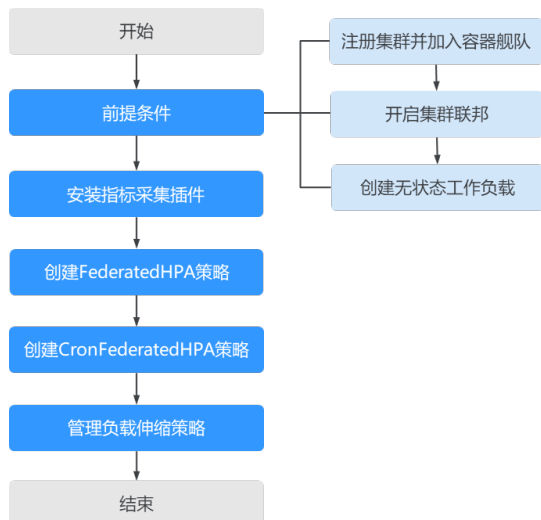 开始
前提条件
注册集群并加入容器舰队
开启集群联邦
创建无状态工作负载
安装指标采集插件
创建FederatedHPA策略
创建CronFederatedHPA策略
管理负载伸缩策略
结束